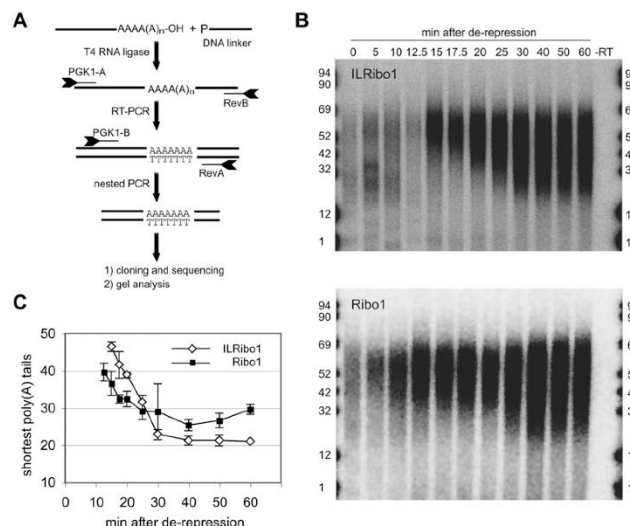 A
AAAA(A)n-OH + P
DNA linker
T4 RNA ligase
PGK1-A
AAAA(A)n
RevB
RT-PCR
PGK1-B
AAAAAAA
TTTTTTT
RevA
nested PCR
AAAAAAA
TTTTTTT
1) cloning and sequencing
2) gel analysis
B
min after de-repression
0 5 10 12.5 15 17.5 20 25 30 40 50 60 -RT
ILRibo1
94
90
69
52
42
32
12
1
Ribo1
94
90
69
52
42
32
12
1
C
shortest poly(A) tails
50
40
30
20
10
0
ILRibo1
Ribo1
0 10 20 30 40 50 60
min after de-repression